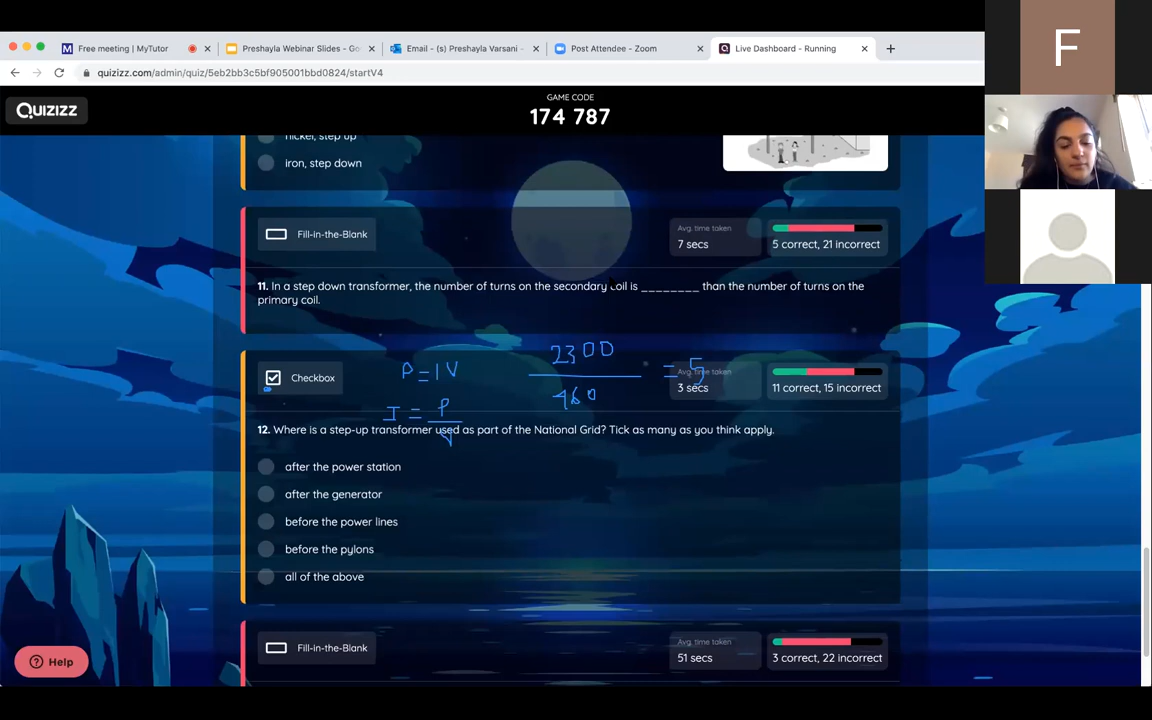 Free meeting | MyTutor
Preshayla Webinar Slides - Go
Email - (s) Preshayla Varsani -
Post Attendee - Zoom
Live Dashboard - Running
quizizz.com/admin/quiz/5eb2bb3c5bf905001bbd0824/startV4
F
QUIZIZZ
GAME CODE
174 787
nickel, step up
iron, step down
Fill-in-the-Blank
Avg. time taken
7 secs
5 correct, 21 incorrect
11. In a step down transformer, the number of turns on the secondary coil is ________ than the number of turns on the
primary coil.
P = IV
2300
460
= 5
I = P
V
Checkbox
Avg. time taken
3 secs
11 correct, 15 incorrect
12. Where is a step-up transformer used as part of the National Grid? Tick as many as you think apply.
after the power station
after the generator
before the power lines
before the pylons
all of the above
Fill-in-the-Blank
Avg. time taken
51 secs
3 correct, 22 incorrect
Help